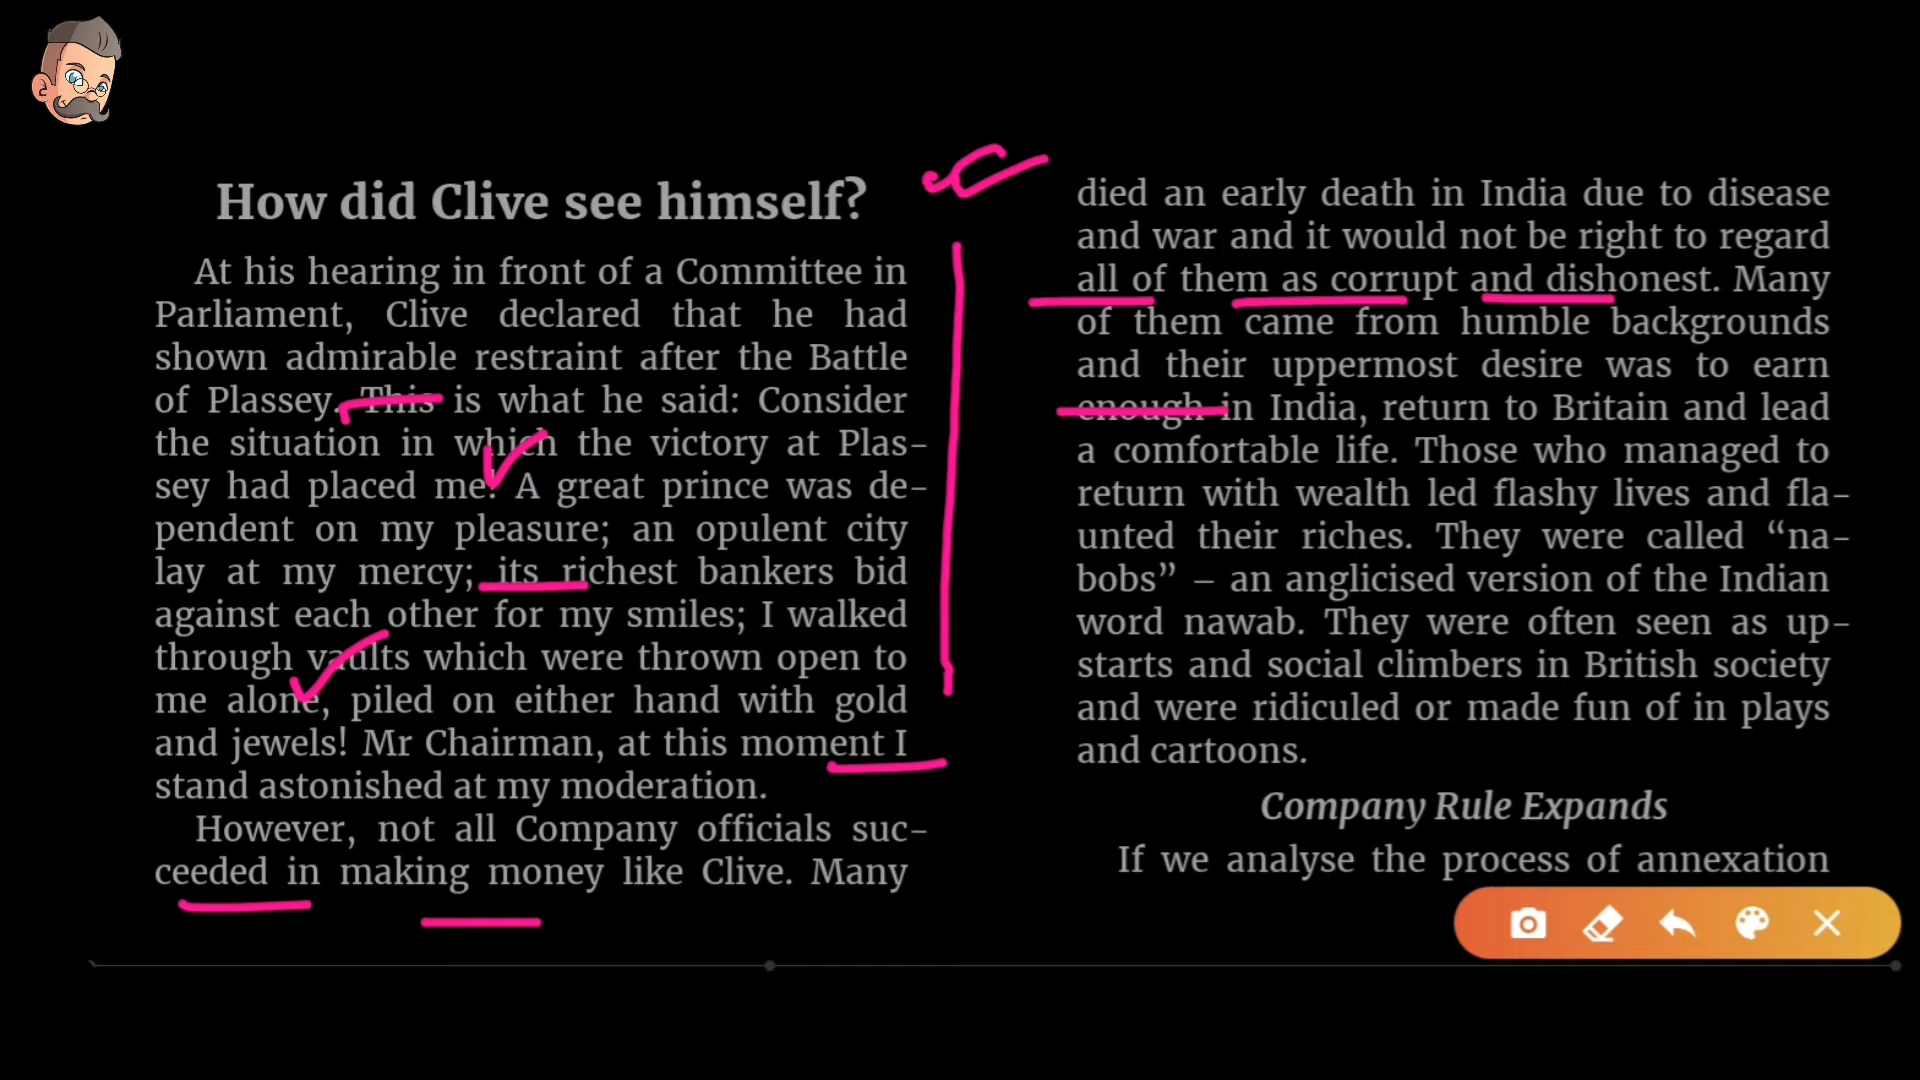 How did Clive see himself?
At his hearing in front of a Committee in
Parliament, Clive declared that he had
shown admirable restraint after the Battle
of Plassey. This is what he said: Consider
the situation in which the victory at Plas-
sey had placed me! A great prince was de-
pendent on my pleasure; an opulent city
lay at my mercy; its richest bankers bid
against each other for my smiles; I walked
through vaults which were thrown open to
me alone, piled on either hand with gold
and jewels! Mr Chairman, at this moment I
stand astonished at my moderation.
However, not all Company officials suc-
ceeded in making money like Clive. Many
died an early death in India due to disease
and war and it would not be right to regard
all of them as corrupt and dishonest. Many
of them came from humble backgrounds
and their uppermost desire was to earn
enough in India, return to Britain and lead
a comfortable life. Those who managed to
return with wealth led flashy lives and fla-
unted their riches. They were called “na-
bobs” – an anglicised version of the Indian
word nawab. They were often seen as up-
starts and social climbers in British society
and were ridiculed or made fun of in plays
and cartoons.
Company Rule Expands
If we analyse the process of annexation